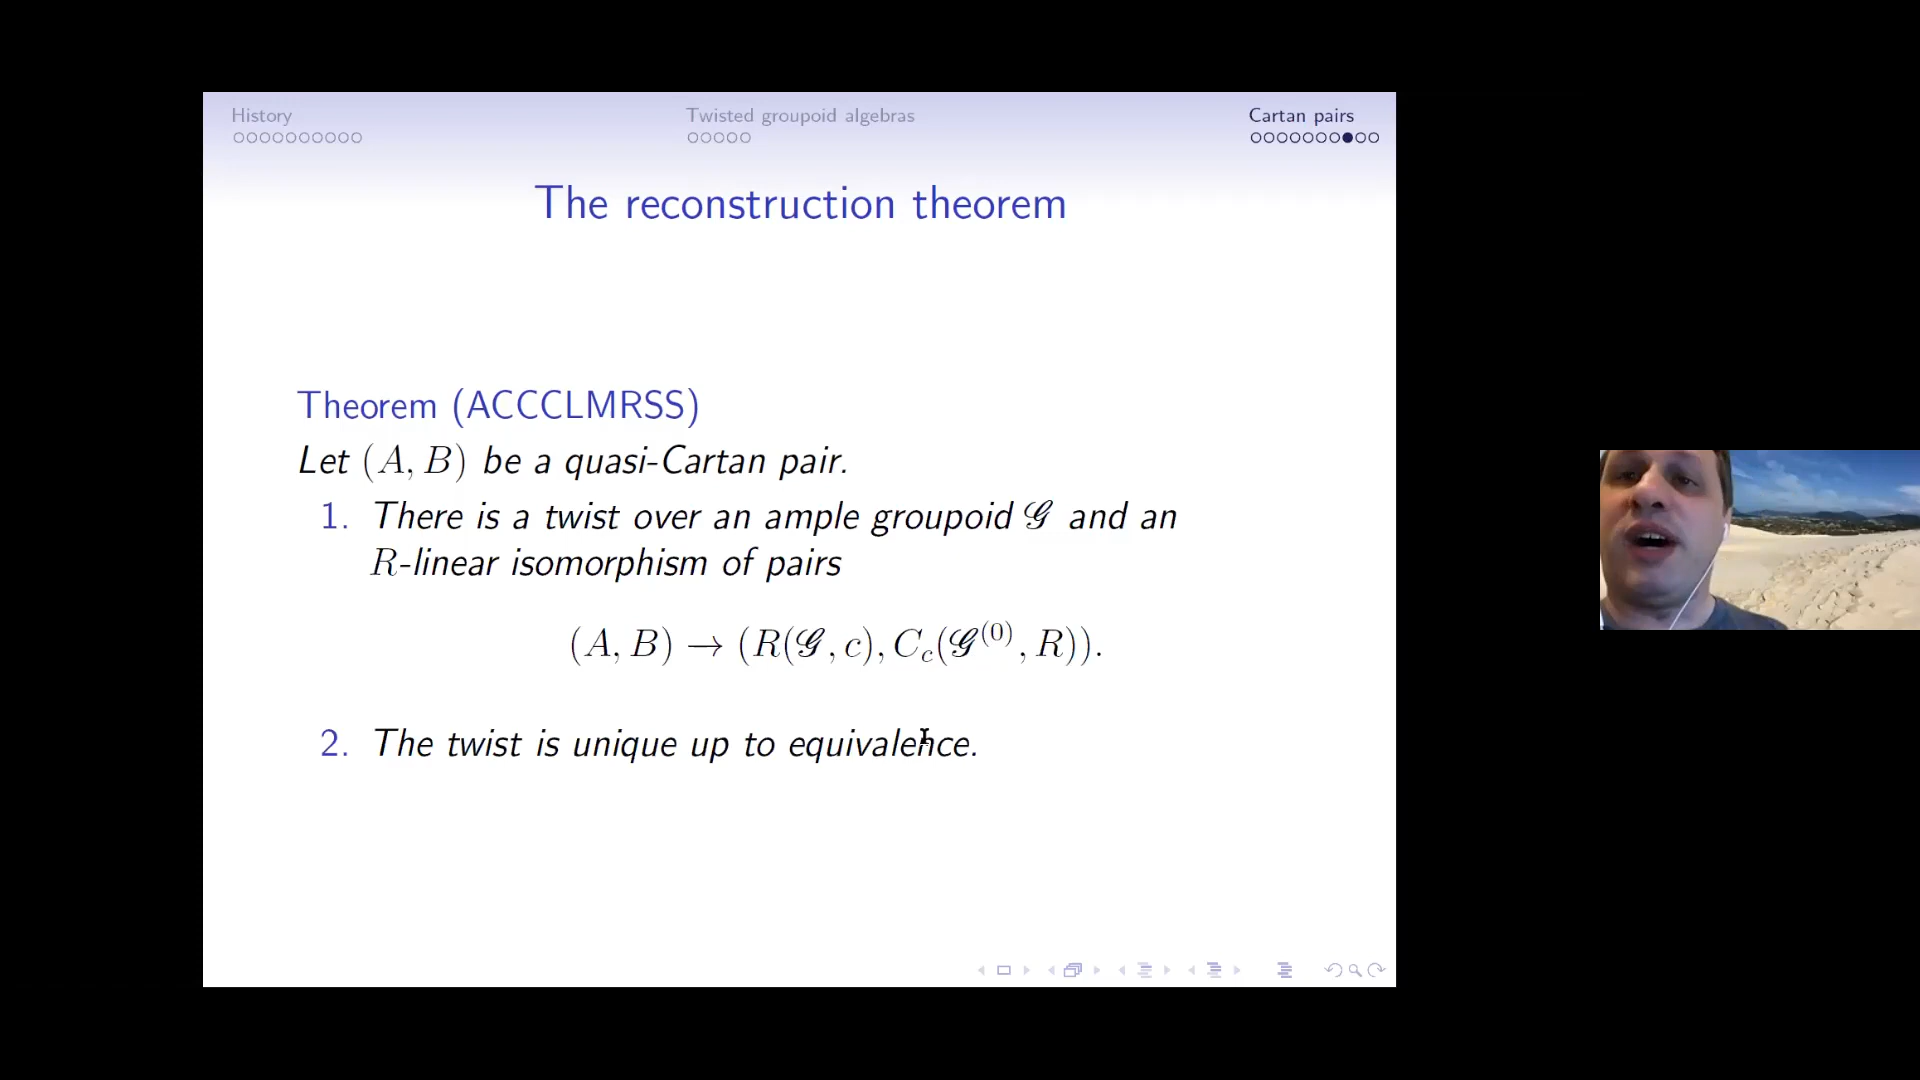 History Twisted groupoid algebras Cartan pairs
The reconstruction theorem
Theorem (ACCCLMRSS)
Let (A, B) be a quasi-Cartan pair.
1. There is a twist over an ample groupoid 𝒢 and an
R-linear isomorphism of pairs
(A, B) → (R(𝒢, c), C_c(𝒢^{(0)}, R)).
2. The twist is unique up to equivalence.